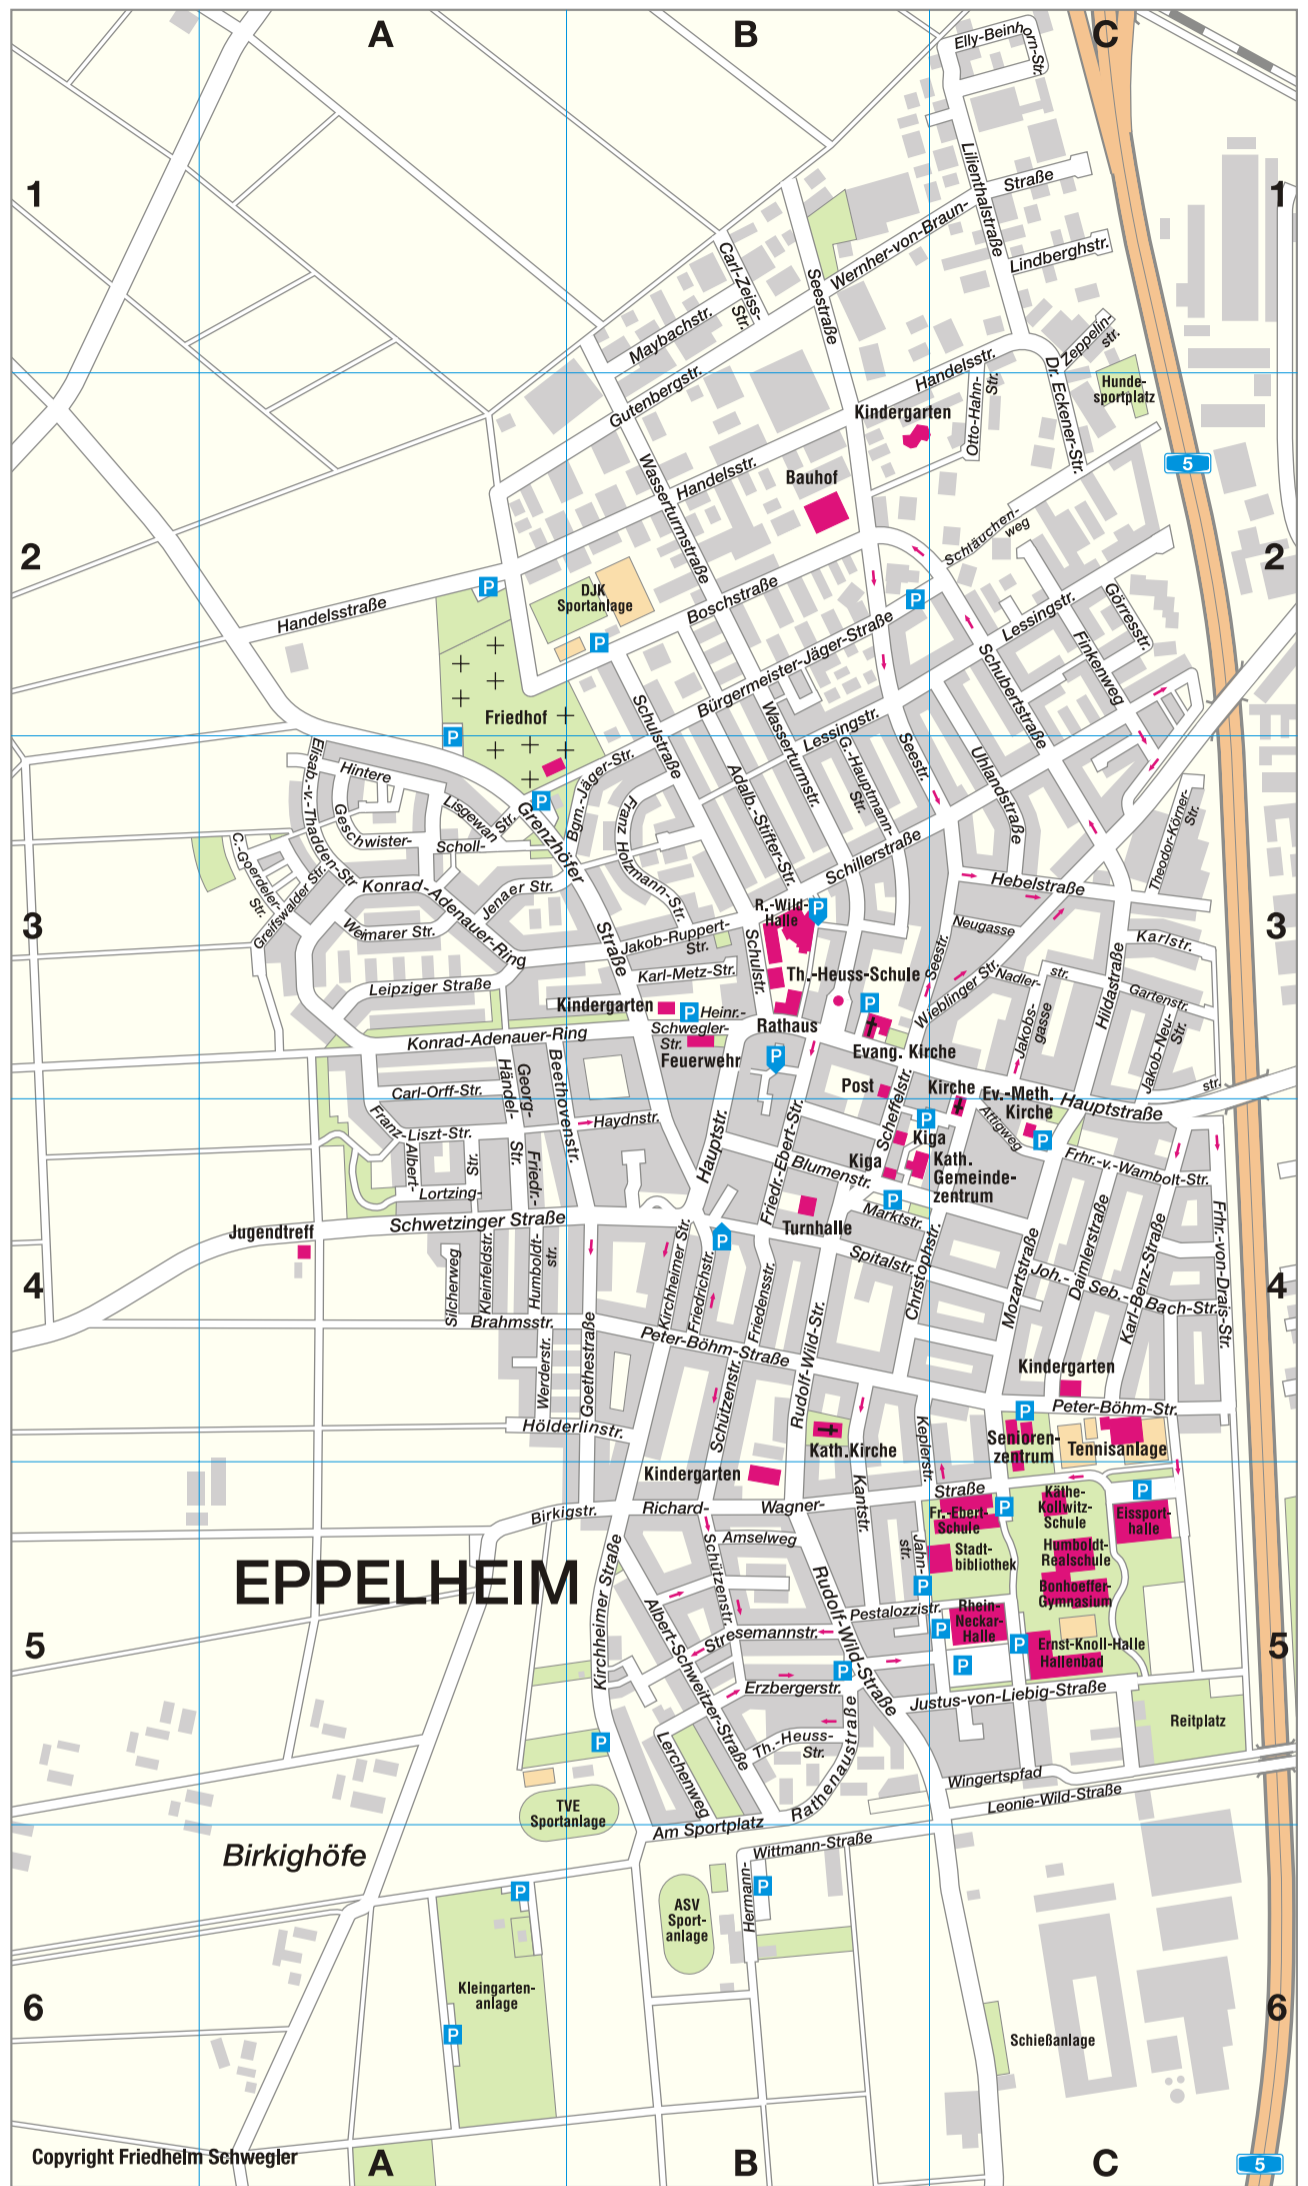 A
B
C
Elly-Beinhorn-Str.
1
1
Lilienthalstraße
Straße
Wernher-von-Braun-
Lindberghstr.
Carl-Zeiss-
Str.
Seestraße
Maybachstr.
Zeppelin-
str.
Handelsstr.
Dr. Eckener-Str.
Hunde-
sportplatz
Gutenbergstr.
Otto-Hahn-
Str.
Kindergarten
5
Wasserturmstraße
Handelsstr.
Bauhof
Schläuchen-
weg
2
2
P
DJK
Sportanlage
Boschstraße
P
Handelsstraße
P
Lessingstr.
Görresstr.
Finkenweg
Bürgermeister-Jäger-Straße
Schubertstraße
Friedhof
P
Schulstraße
Wasserturmstr.
Lessingstr.
G.-Hauptmann-
Str.
Seestr.
Uhlandstraße
Elisab.-v.-Thadden-Str
Hintere
Lisgewan
Str.
Bgm.-Jäger-Str.
P
Grenzhöfer
Straße
Adalb.-Stifter-Str.
Geschwister-
Scholl-
Franz Holzmann-Str.
Schillerstraße
Theodor-Körner-
Str.
C.-Goerdeler-
Str.
Greifswalder Str.
Konrad-Adenauer-Ring
Jenaer Str.
Hebelstraße
3
3
R.-Wild-
Halle
P
Weimarer Str.
Jakob-Ruppert-
Str.
Neugasse
Karlstr.
Schulstr.
Karl-Metz-Str.
Th.-Heuss-Schule
Seestr.
Wieblinger Str.
Nadler-
str.
Hildastraße
Gartenstr.
Leipziger Straße
Kindergarten
P
Heinr.-
Schwegler-
Str.
Rathaus
P
Jakobs-
gasse
Jakob-Neu-
Str.
Konrad-Adenauer-Ring
Feuerwehr
P
Evang. Kirche
Carl-Orff-Str.
Georg-
Händel-
Str.
Beethovenstr.
Post
Kirche
Ev.-Meth.
Kirche
Hauptstraße
str.
Scheffelstr.
Franz-Liszt-Str.
Haydnstr.
P
Attigweg
P
Kiga
Kiga
Kath.
Gemeinde-
zentrum
Frhr.-v.-Wambolt-Str.
Albert-
Lortzing-
Str.
Friedr.-
Hauptstr.
Friedr.-Ebert-Str.
Blumenstr.
P
Marktstr.
Schwetzinger Straße
Jugendtreff
Turnhalle
P
Frhr.-von-Drais-Str.
4
4
Silcherweg
Kleinfeldstr.
Humboldt-
str.
Kirchheimer Str.
Friedrichstr.
Friedensstr.
Spitalstr.
Christophstr.
Mozartstraße
Joh.-
Seb.-
Bach-Str.
Daimlerstraße
Karl-Benz-Straße
Brahmsstr.
Peter-Böhm-Straße
Rudolf-Wild-Str.
Goethestraße
Werderstr.
Kindergarten
Schützenstr.
Peter-Böhm-Str.
P
Hölderlinstr.
Kath.Kirche
Keplerstr.
Senioren-
zentrum
Tennisanlage
Kindergarten
Kantstr.
Birkigstr.
Richard-
Wagner-
Straße
P
Käthe-
Kollwitz-
Schule
P
Eissport-
halle
Fr.-Ebert-
Schule
Amselweg
Jahn-
str.
Stadt-
bibliothek
Humboldt-
Realschule
EPPELHEIM
Kirchheimer Straße
Schützenstr.
Rudolf-Wild-Straße
P
Bonhoeffer-
Gymnasium
Pestalozzistr.
Albert-Schweitzer-Straße
Rhein-
Neckar-
Halle
P
Stresemannstr.
P
Ernst-Knoll-Halle
Hallenbad
5
5
P
P
Erzbergerstr.
Justus-von-Liebig-Straße
Reitplatz
P
Lerchenweg
Th.-Heuss-
Str.
Rathenaustraße
Wingertspfad
Leonie-Wild-Straße
TVE
Sportanlage
Am Sportplatz
Birkighöfe
Wittmann-Straße
Hermann-
P
P
ASV
Sport-
anlage
Kleingarten-
anlage
6
6
P
Schießanlage
Copyright Friedhelm Schwegler
A
B
C
5